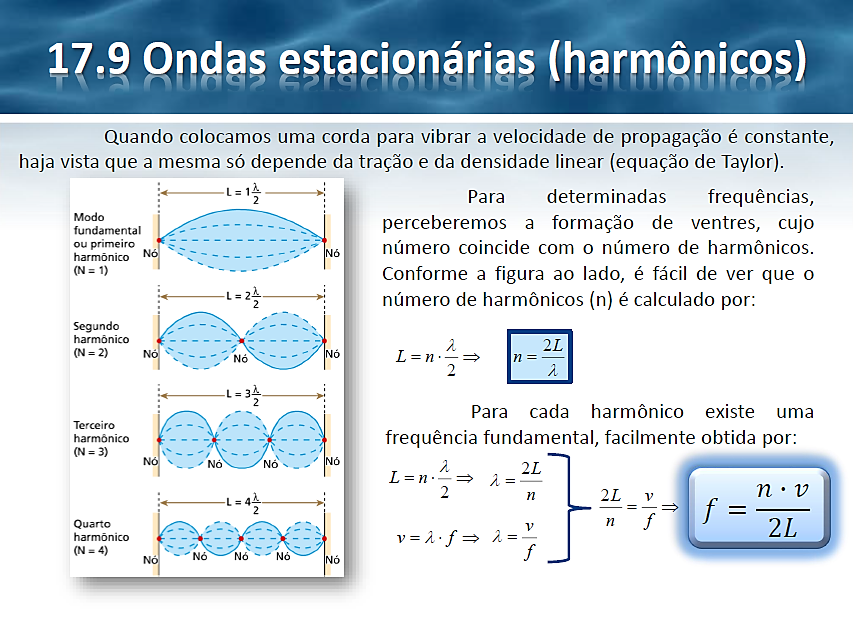 17.9 Ondas estacionárias (harmônicos)
Quando colocamos uma corda para vibrar a velocidade de propagação é constante,
haja vista que a mesma só depende da tração e da densidade linear (equação de Taylor).
L = 1 λ/2
Modo
fundamental
ou primeiro
harmônico
(N = 1)
Nó
Nó
L = 2 λ/2
Segundo
harmônico
(N = 2)
Nó
Nó
Nó
L = 3 λ/2
Terceiro
harmônico
(N = 3)
Nó
Nó
Nó
Nó
L = 4 λ/2
Quarto
harmônico
(N = 4)
Nó
Nó
Nó
Nó
Nó
Para determinadas frequências,
perceberemos a formação de ventres, cujo
número coincide com o número de harmônicos.
Conforme a figura ao lado, é fácil de ver que o
número de harmônicos (n) é calculado por:
L = n · λ/2 ⇒ n = 2L/λ
Para cada harmônico existe uma
frequência fundamental, facilmente obtida por:
L = n · λ/2 ⇒ λ = 2L/n
v = λ · f ⇒ λ = v/f
2L/n = v/f ⇒
f = n · v/2L